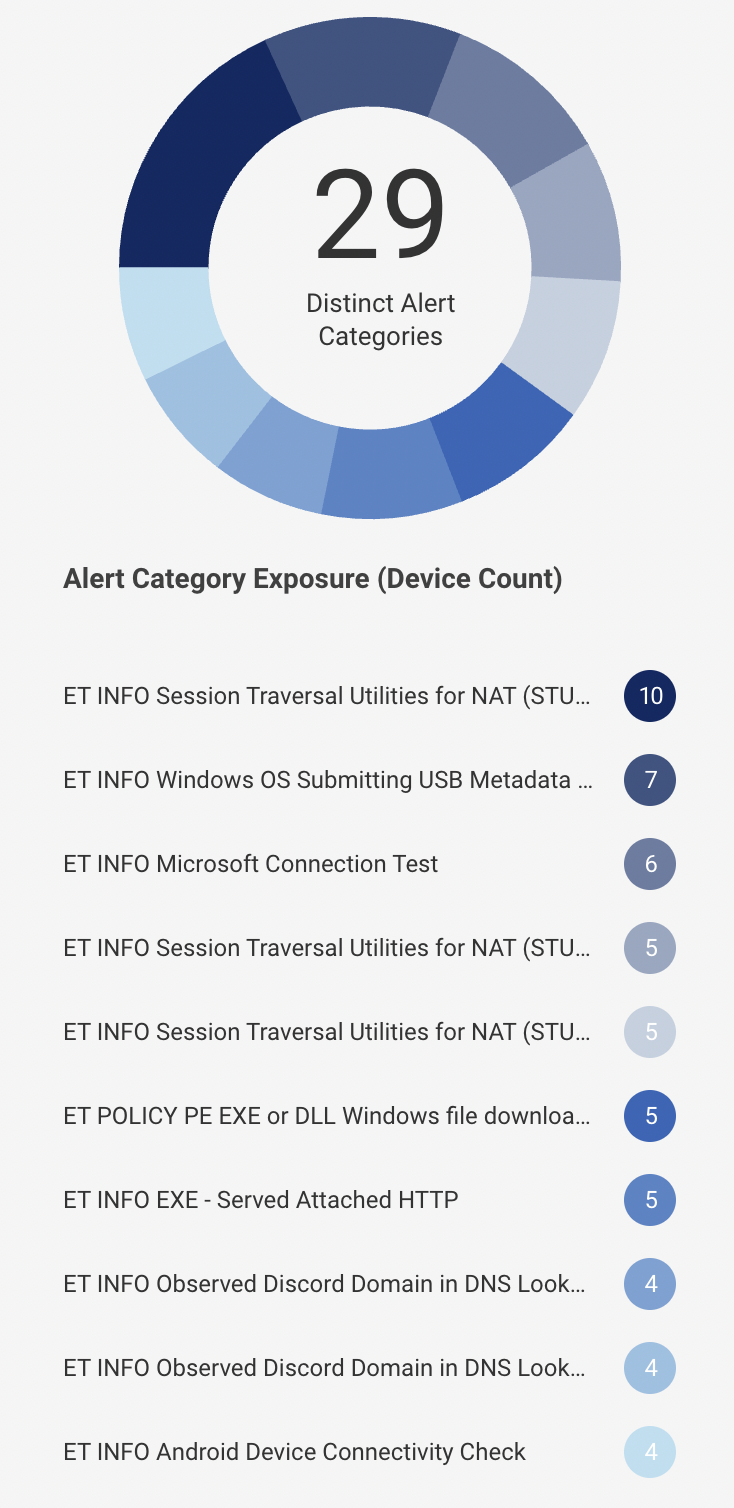 29
Distinct Alert
Categories
Alert Category Exposure (Device Count)
ET INFO Session Traversal Utilities for NAT (STU... 10
ET INFO Windows OS Submitting USB Metadata ... 7
ET INFO Microsoft Connection Test 6
ET INFO Session Traversal Utilities for NAT (STU... 5
ET INFO Session Traversal Utilities for NAT (STU... 5
ET POLICY PE EXE or DLL Windows file downloa... 5
ET INFO EXE - Served Attached HTTP 5
ET INFO Observed Discord Domain in DNS Look... 4
ET INFO Observed Discord Domain in DNS Look... 4
ET INFO Android Device Connectivity Check 4